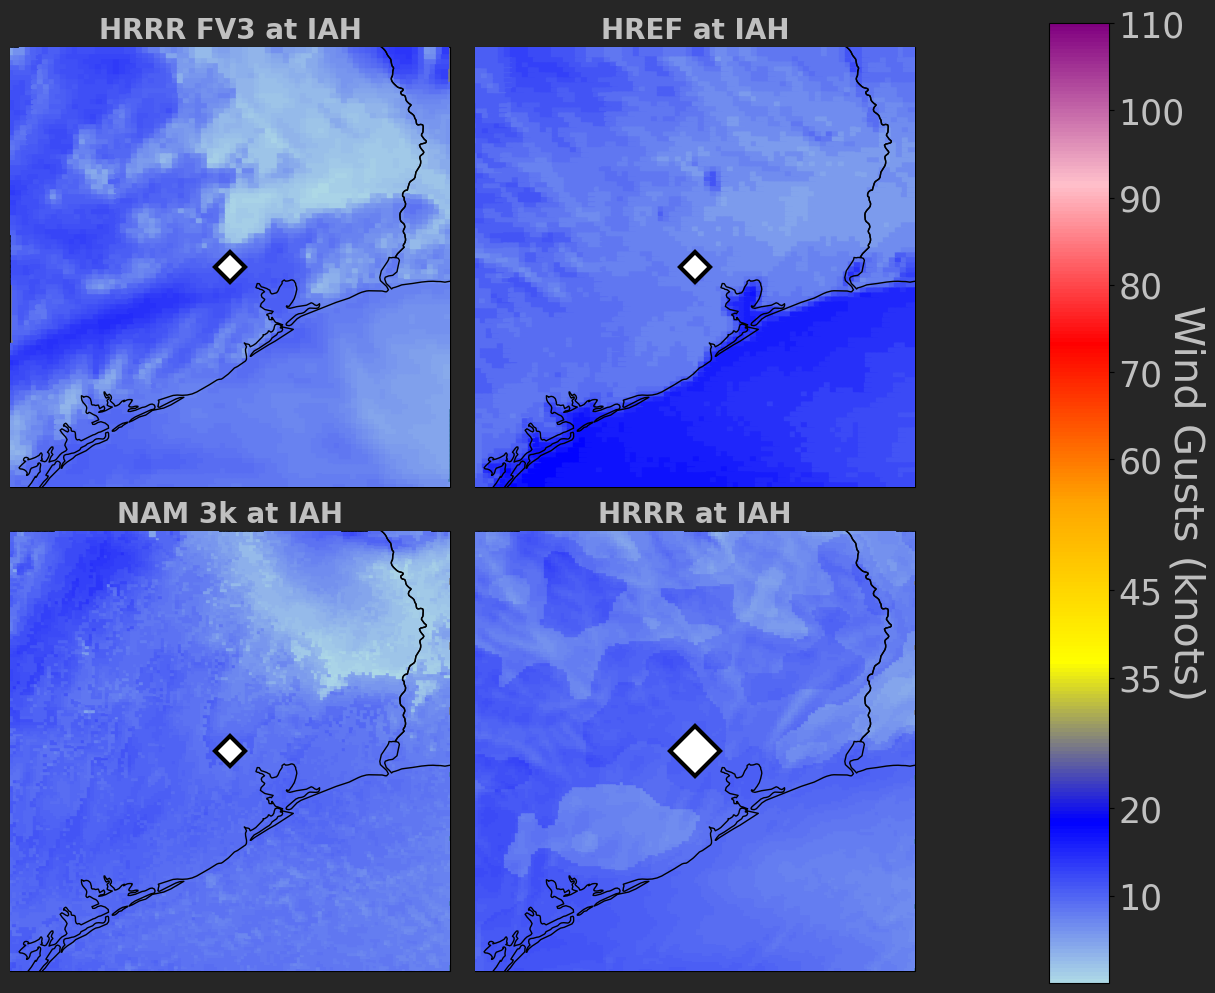 HRRR FV3 at IAH
HREF at IAH
NAM 3k at IAH
HRRR at IAH
110
100
90
80
70
60
45
35
20
10
Wind Gusts (knots)